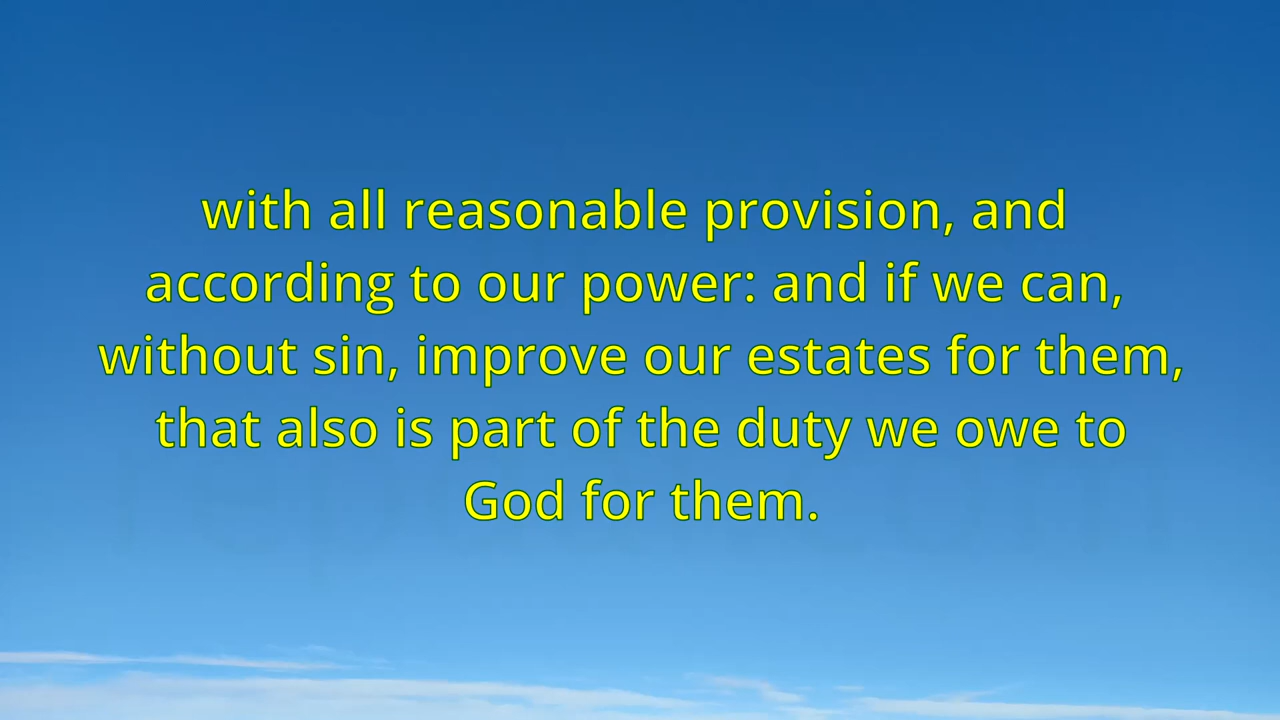 with all reasonable provision, and
according to our power: and if we can,
without sin, improve our estates for them,
that also is part of the duty we owe to
God for them.